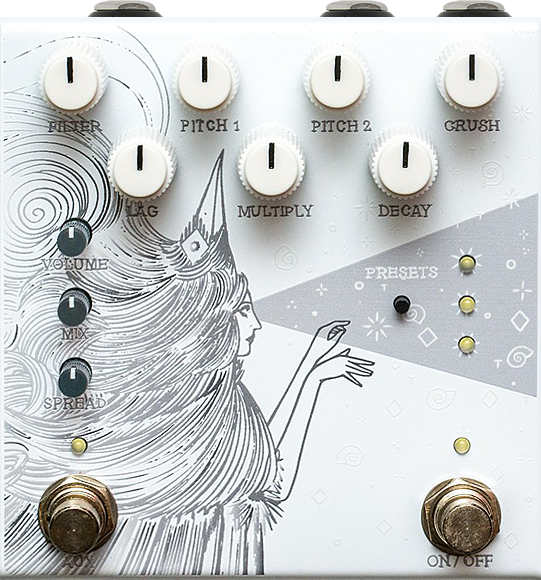 FILTER PITCH 1 PITCH 2 CRUSH
LAG MULTIPLY DECAY
VOLUME
PRESETS
MIX
SPREAD
AUX ON/OFF